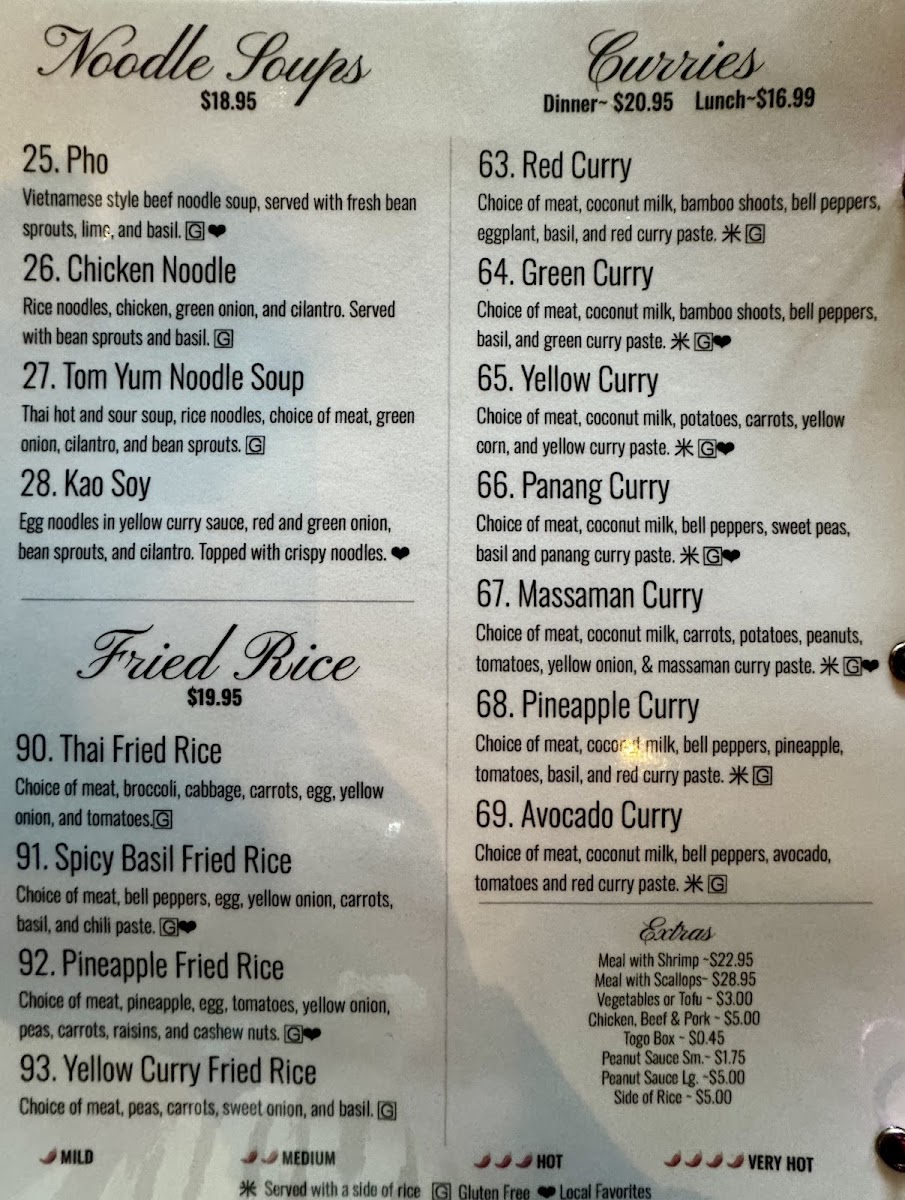 Noodle Soups
$18.95
25. Pho
Vietnamese style beef noodle soup, served with fresh bean
sprouts, lime, and basil. G ❤
26. Chicken Noodle
Rice noodles, chicken, green onion, and cilantro. Served
with bean sprouts and basil. G
27. Tom Yum Noodle Soup
Thai hot and sour soup, rice noodles, choice of meat, green
onion, cilantro, and bean sprouts. G
28. Kao Soy
Egg noodles in yellow curry sauce, red and green onion,
bean sprouts, and cilantro. Topped with crispy noodles. ❤
Fried Rice
$19.95
90. Thai Fried Rice
Choice of meat, broccoli, cabbage, carrots, egg, yellow
onion, and tomatoes. G
91. Spicy Basil Fried Rice
Choice of meat, bell peppers, egg, yellow onion, carrots,
basil, and chili paste. G ❤
92. Pineapple Fried Rice
Choice of meat, pineapple, egg, tomatoes, yellow onion,
peas, carrots, raisins, and cashew nuts. G ❤
93. Yellow Curry Fried Rice
Choice of meat, peas, carrots, sweet onion, and basil. G
Curries
Dinner~ $20.95 Lunch~$16.99
63. Red Curry
Choice of meat, coconut milk, bamboo shoots, bell peppers,
eggplant, basil, and red curry paste. 米 G
64. Green Curry
Choice of meat, coconut milk, bamboo shoots, bell peppers,
basil, and green curry paste. 米 G ❤
65. Yellow Curry
Choice of meat, coconut milk, potatoes, carrots, yellow
corn, and yellow curry paste. 米 G ❤
66. Panang Curry
Choice of meat, coconut milk, bell peppers, sweet peas,
basil and panang curry paste. 米 G ❤
67. Massaman Curry
Choice of meat, coconut milk, carrots, potatoes, peanuts,
tomatoes, yellow onion, & massaman curry paste. 米 G ❤
68. Pineapple Curry
Choice of meat, coconut milk, bell peppers, pineapple,
tomatoes, basil, and red curry paste. 米 G
69. Avocado Curry
Choice of meat, coconut milk, bell peppers, avocado,
tomatoes and red curry paste. 米 G
Extras
Meal with Shrimp ~$22.95
Meal with Scallops~ $28.95
Vegetables or Tofu ~ $3.00
Chicken, Beef & Pork ~ $5.00
Togo Box ~ $0.45
Peanut Sauce Sm.~ $1.75
Peanut Sauce Lg. ~$5.00
Side of Rice ~ $5.00
MILD MEDIUM HOT VERY HOT
米 Served with a side of rice G Gluten Free ❤ Local Favorites